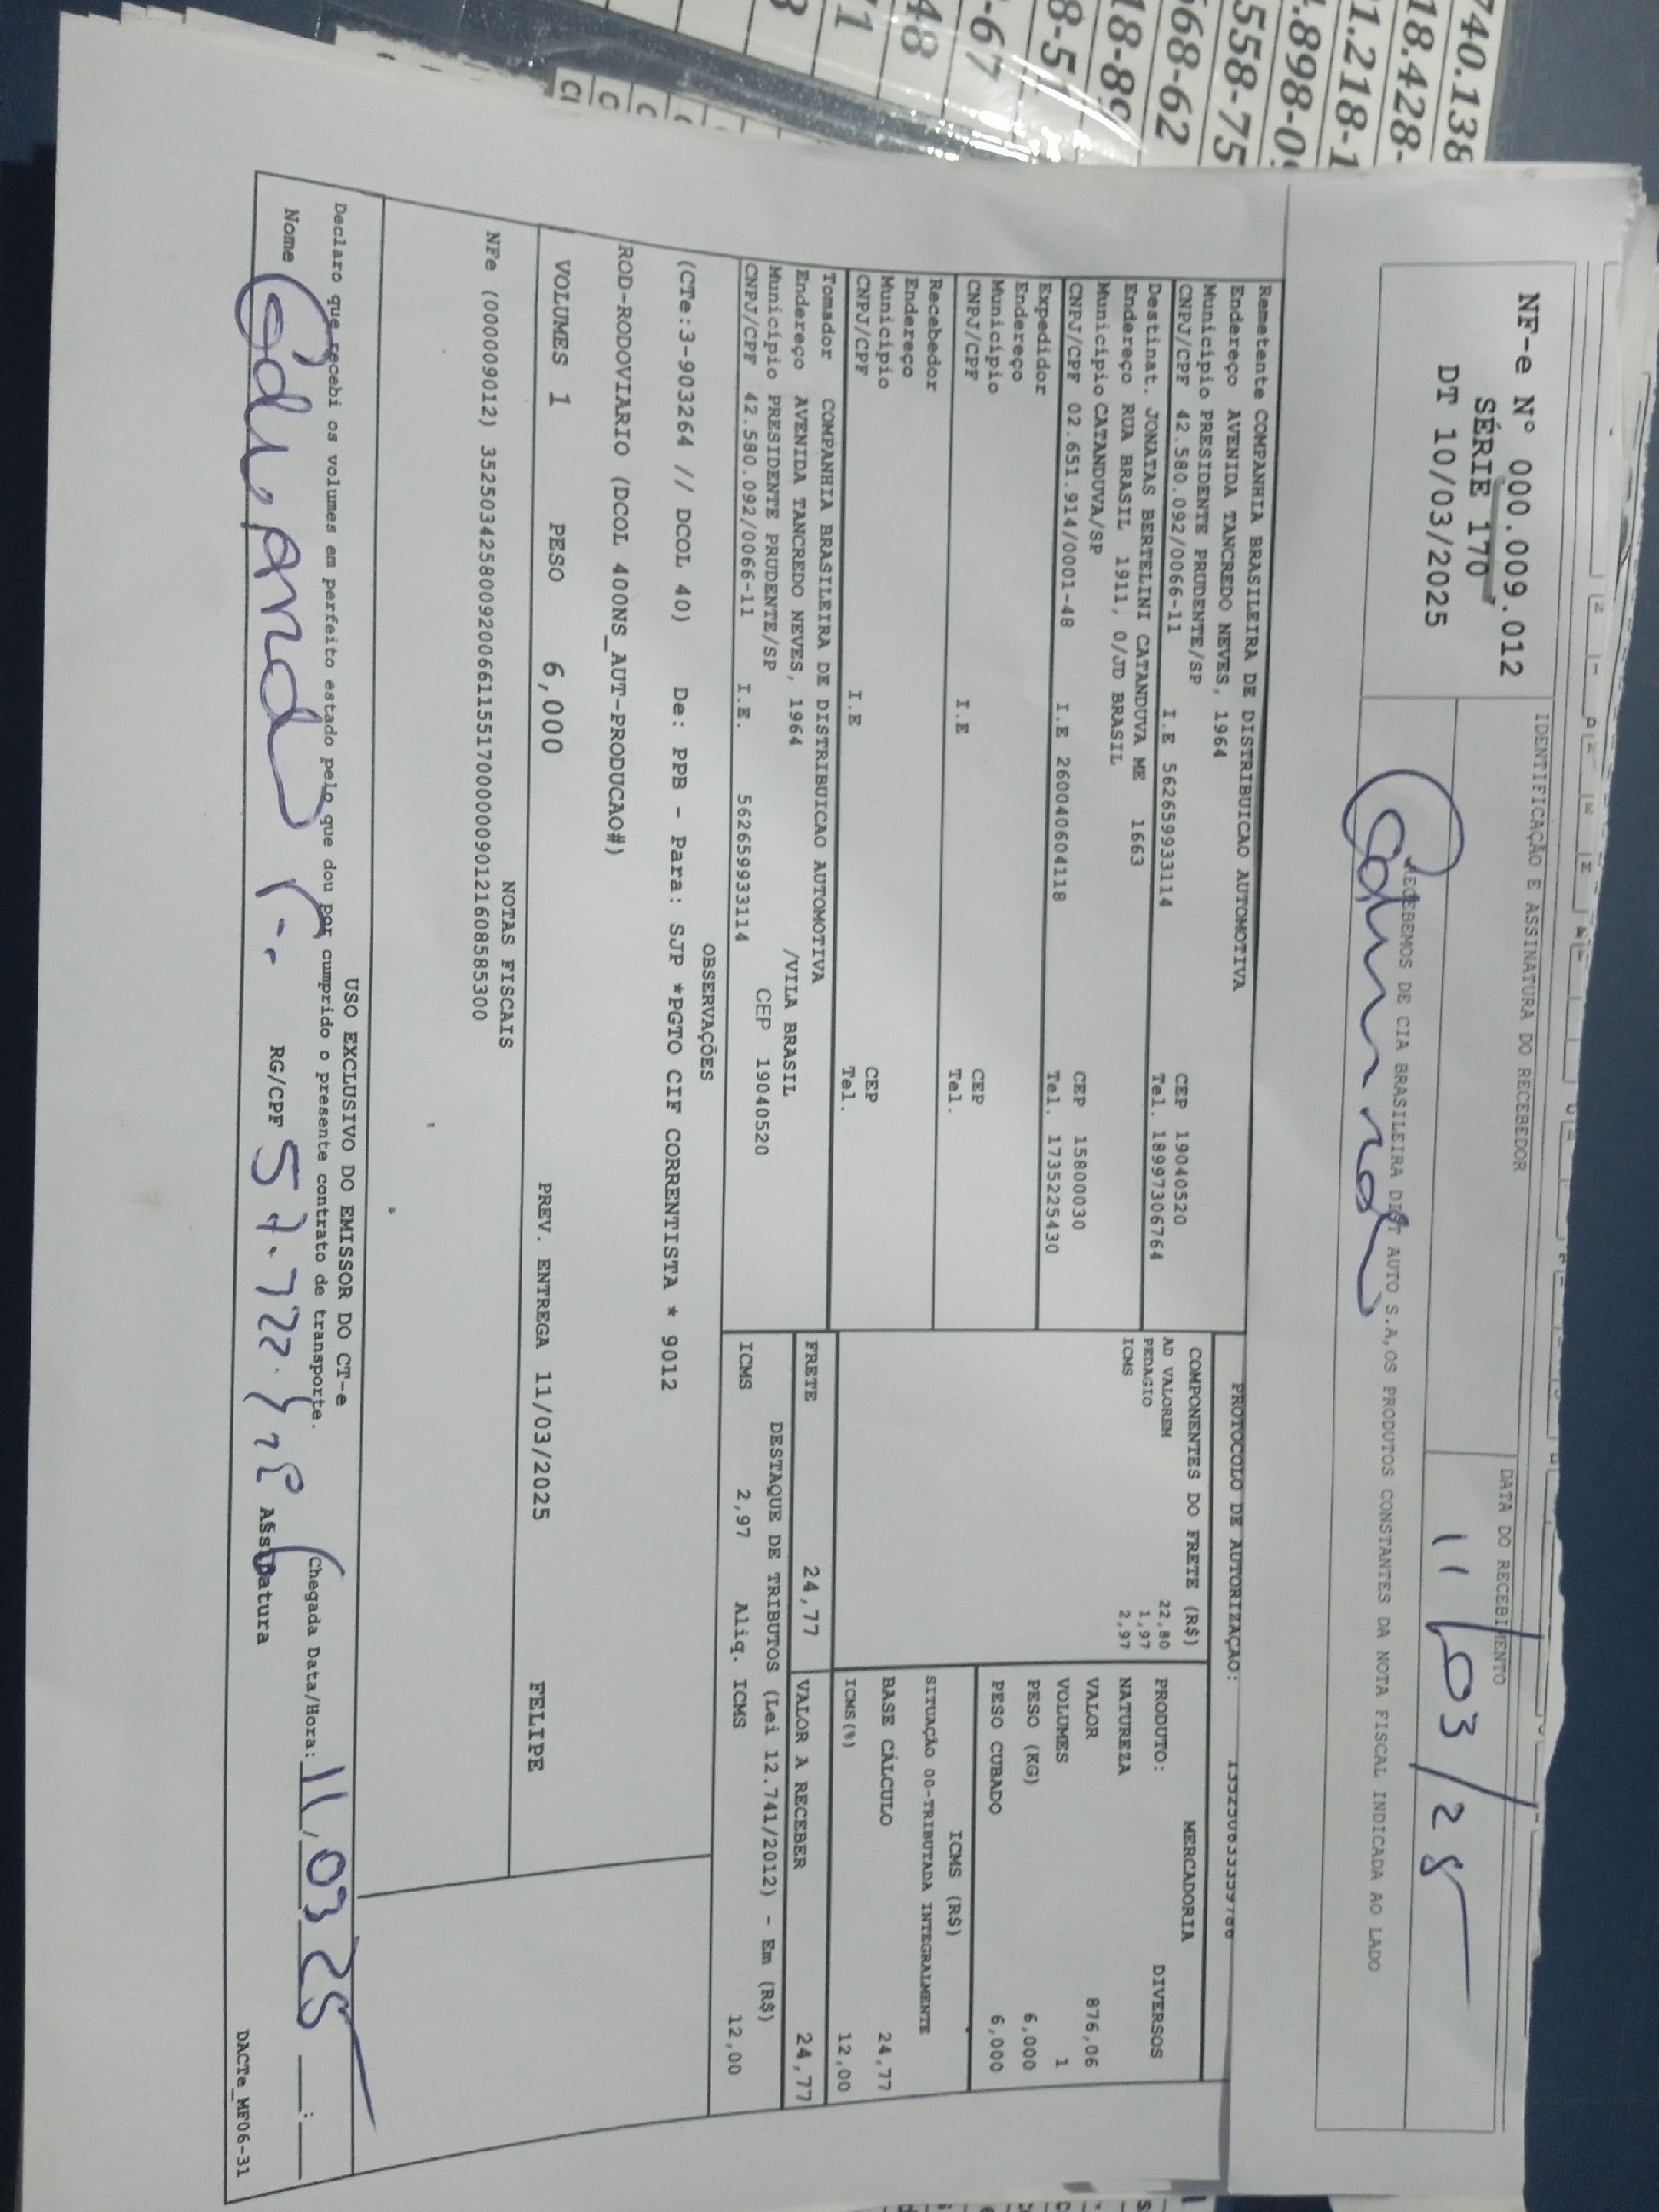 NF-e Nº 000.009.012
SÉRIE 170
DT 10/03/2025
IDENTIFICAÇÃO E ASSINATURA DO RECEBEDOR
DATA DO RECEBIMENTO
11/03/25
RECEBEMOS DE CIA BRASILEIRA DIST AUTO S.A, OS PRODUTOS CONSTANTES DA NOTA FISCAL INDICADA AO LADO
PROTOCOLO DE AUTORIZAÇÃO:
Remetente COMPANHIA BRASILEIRA DE DISTRIBUICAO AUTOMOTIVA
Endereço AVENIDA TANCREDO NEVES, 1964
Município PRESIDENTE PRUDENTE/SP CEP 19040520
CNPJ/CPF 42.580.092/0066-11 I.E 562659933114 Tel. 18997306764
Destinat. JONATAS BERTELINI CATANDUVA ME 1663
Endereço RUA BRASIL 1911, 0/JD BRASIL
Município CATANDUVA/SP CEP 15800030
CNPJ/CPF 02.651.914/0001-48 I.E 260040604118 Tel. 1735225430
Expedidor
Endereço
Município CEP
CNPJ/CPF I.E Tel.
Recebedor
Endereço
Município CEP
CNPJ/CPF I.E Tel.
Tomador COMPANHIA BRASILEIRA DE DISTRIBUICAO AUTOMOTIVA
Endereço AVENIDA TANCREDO NEVES, 1964 /VILA BRASIL
Município PRESIDENTE PRUDENTE/SP CEP 19040520
CNPJ/CPF 42.580.092/0066-11 I.E. 562659933114
COMPONENTES DO FRETE (R$)
AD VALOREM 22,80
PEDAGIO 1,97
ICMS 2,97
MERCADORIA
PRODUTO: DIVERSOS
NATUREZA
VALOR 876,06
VOLUMES 1
PESO (KG) 6,000
PESO CUBADO 6,000
ICMS (R$)
SITUAÇÃO 00-TRIBUTADA INTEGRALMENTE
BASE CÁLCULO 24,77
ICMS(%) 12,00
FRETE 24,77 VALOR A RECEBER 24,77
DESTAQUE DE TRIBUTOS (Lei 12.741/2012) - Em (R$)
ICMS 2,97 Aliq. ICMS 12,00
OBSERVAÇÕES
(CTe:3-903264 // DCOL 40) De: PPB - Para: SJP *PGTO CIF CORRENTISTA * 9012
ROD-RODOVIARIO (DCOL 400NS_AUT-PRODUCAO#)
VOLUMES 1 PESO 6,000 PREV. ENTREGA 11/03/2025 FELIPE
NOTAS FISCAIS
NFe (000009012) 35250342580092006611551700000090121608585300
USO EXCLUSIVO DO EMISSOR DO CT-e
Declaro que recebi os volumes em perfeito estado pelo que dou por cumprido o presente contrato de transporte.
Chegada Data/Hora: 11/03/25 __:__
Nome RG/CPF Assinatura
DACTe_MF06-31